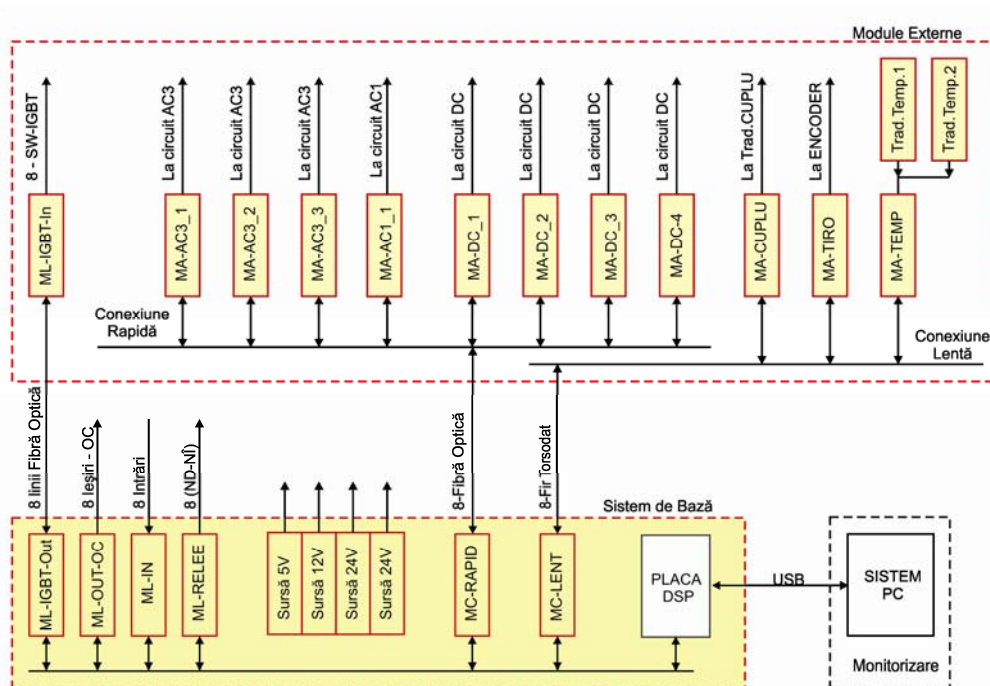 Module Externe
8 - SW-IGBT
La circuit AC3
La circuit AC3
La circuit AC3
La circuit AC1
La circuit DC
La circuit DC
La circuit DC
La circuit DC
La Trad.CUPLU
La ENCODER
Trad.Temp.1
Trad.Temp.2
ML-IGBT-In
MA-AC3_1
MA-AC3_2
MA-AC3_3
MA-AC1_1
MA-DC_1
MA-DC_2
MA-DC_3
MA-DC-4
MA-CUPLU
MA-TIRO
MA-TEMP
Conexiune
Rapidă
Conexiune
Lentă
8 linii Fibră Optică
8 Ieşiri - OC
8 Intrări
8 (ND-NÎ)
8-Fibră Optică
8-Fir Torsodat
Sistem de Bază
ML-IGBT-Out
ML-OUT-OC
ML-IN
ML-RELEE
Sursă 5V
Sursă 12V
Sursă 24V
Sursă 24V
MC-RAPID
MC-LENT
PLACA
DSP
USB
SISTEM
PC
Monitorizare